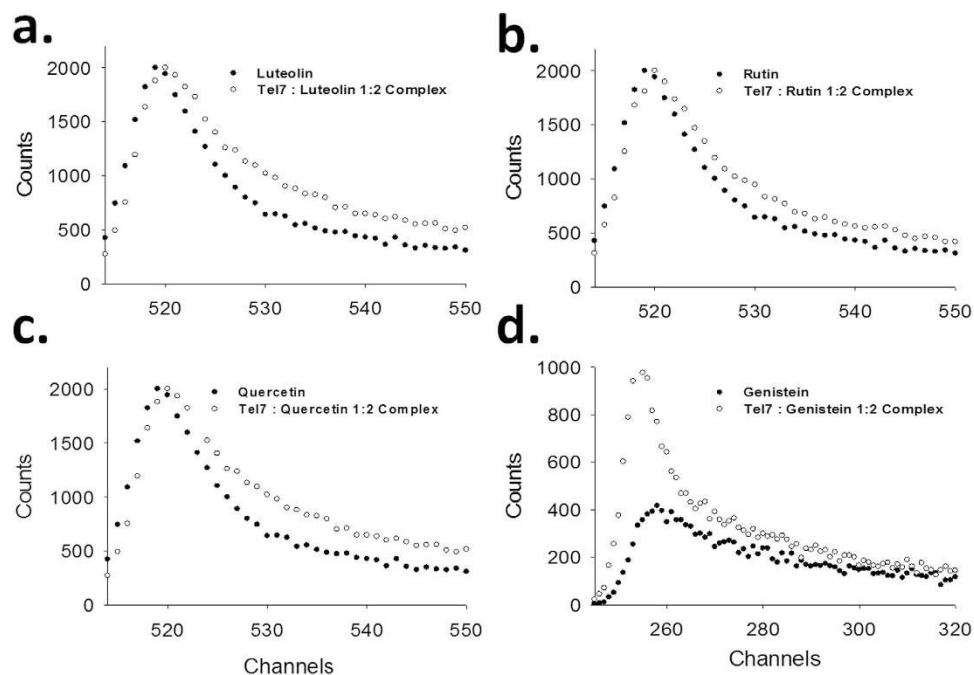 a.
2000
1500
1000
500
0
Counts
Luteolin
Tel7 : Luteolin 1:2 Complex
520
530
540
550
b.
2000
1500
1000
500
0
Counts
Rutin
Tel7 : Rutin 1:2 Complex
520
530
540
550
c.
2000
1500
1000
500
0
Counts
Quercetin
Tel7 : Quercetin 1:2 Complex
520
530
540
550
Channels
d.
1000
800
600
400
200
0
Counts
Genistein
Tel7 : Genistein 1:2 Complex
260
280
300
320
Channels